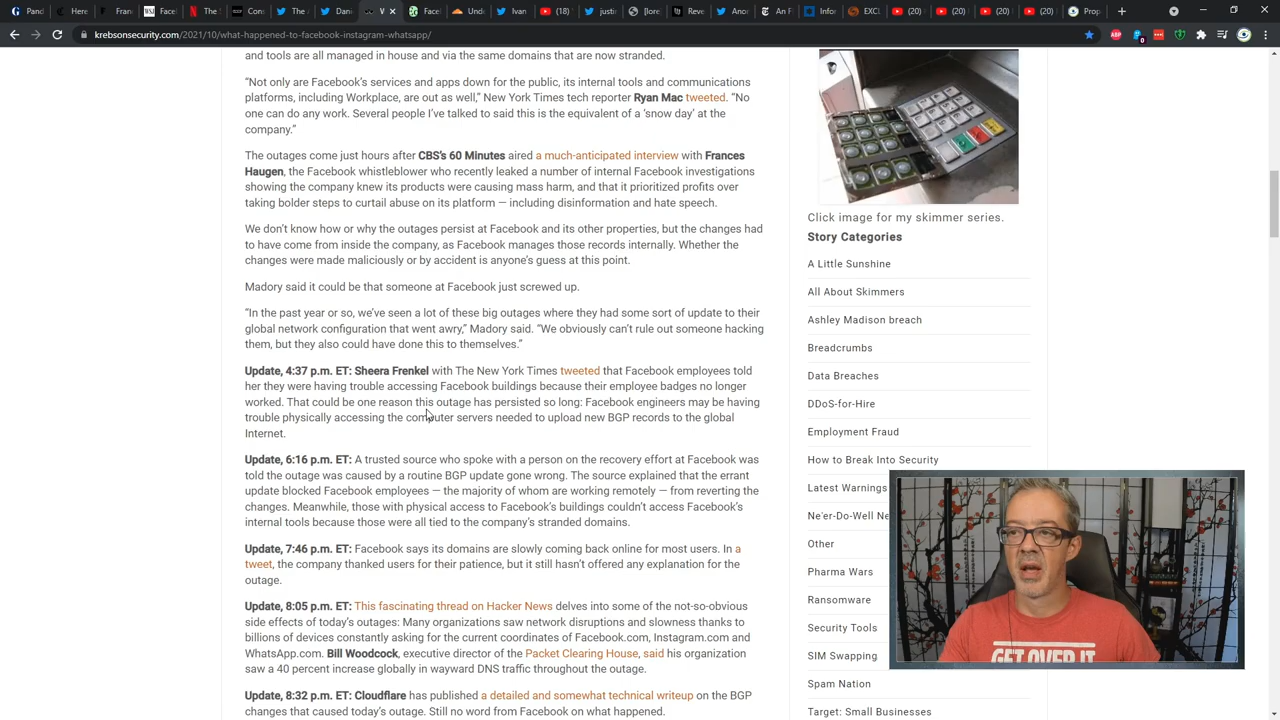 Pand
Here
Fran
Face
The S
Cons
The e
Dan
V
Face
Und
Ivan
(18)
justi
[lore
Reve
Anto
An F
Infor
EXCL
(20)
(20)
(20)
Prop
krebsonsecurity.com/2021/10/what-happened-to-facebook-instagram-whatsapp/
and tools are all managed in house and via the same domains that are now stranded.
“Not only are Facebook’s services and apps down for the public, its internal tools and communications
platforms, including Workplace, are out as well,” New York Times tech reporter Ryan Mac tweeted. “No
one can do any work. Several people I’ve talked to said this is the equivalent of a ‘snow day’ at the
company.”
The outages come just hours after CBS’s 60 Minutes aired a much-anticipated interview with Frances
Haugen, the Facebook whistleblower who recently leaked a number of internal Facebook investigations
showing the company knew its products were causing mass harm, and that it prioritized profits over
taking bolder steps to curtail abuse on its platform — including disinformation and hate speech.
We don’t know how or why the outages persist at Facebook and its other properties, but the changes had
to have come from inside the company, as Facebook manages those records internally. Whether the
changes were made maliciously or by accident is anyone’s guess at this point.
Madory said it could be that someone at Facebook just screwed up.
“In the past year or so, we’ve seen a lot of these big outages where they had some sort of update to their
global network configuration that went awry,” Madory said. “We obviously can’t rule out someone hacking
them, but they also could have done this to themselves.”
Update, 4:37 p.m. ET: Sheera Frenkel with The New York Times tweeted that Facebook employees told
her they were having trouble accessing Facebook buildings because their employee badges no longer
worked. That could be one reason this outage has persisted so long: Facebook engineers may be having
trouble physically accessing the computer servers needed to upload new BGP records to the global
Internet.
Update, 6:16 p.m. ET: A trusted source who spoke with a person on the recovery effort at Facebook was
told the outage was caused by a routine BGP update gone wrong. The source explained that the errant
update blocked Facebook employees — the majority of whom are working remotely — from reverting the
changes. Meanwhile, those with physical access to Facebook’s buildings couldn’t access Facebook’s
internal tools because those were all tied to the company’s stranded domains.
Update, 7:46 p.m. ET: Facebook says its domains are slowly coming back online for most users. In a
tweet, the company thanked users for their patience, but it still hasn’t offered any explanation for the
outage.
Update, 8:05 p.m. ET: This fascinating thread on Hacker News delves into some of the not-so-obvious
side effects of today’s outages: Many organizations saw network disruptions and slowness thanks to
billions of devices constantly asking for the current coordinates of Facebook.com, Instagram.com and
WhatsApp.com. Bill Woodcock, executive director of the Packet Clearing House, said his organization
saw a 40 percent increase globally in wayward DNS traffic throughout the outage.
Update, 8:32 p.m. ET: Cloudflare has published a detailed and somewhat technical writeup on the BGP
changes that caused today’s outage. Still no word from Facebook on what happened.
Click image for my skimmer series.
Story Categories
A Little Sunshine
All About Skimmers
Ashley Madison breach
Breadcrumbs
Data Breaches
DDoS-for-Hire
Employment Fraud
How to Break Into Security
Latest Warnings
Ne'er-Do-Well Ne
Other
Pharma Wars
Ransomware
Security Tools
SIM Swapping
Spam Nation
Target: Small Businesses
GET OVER IT